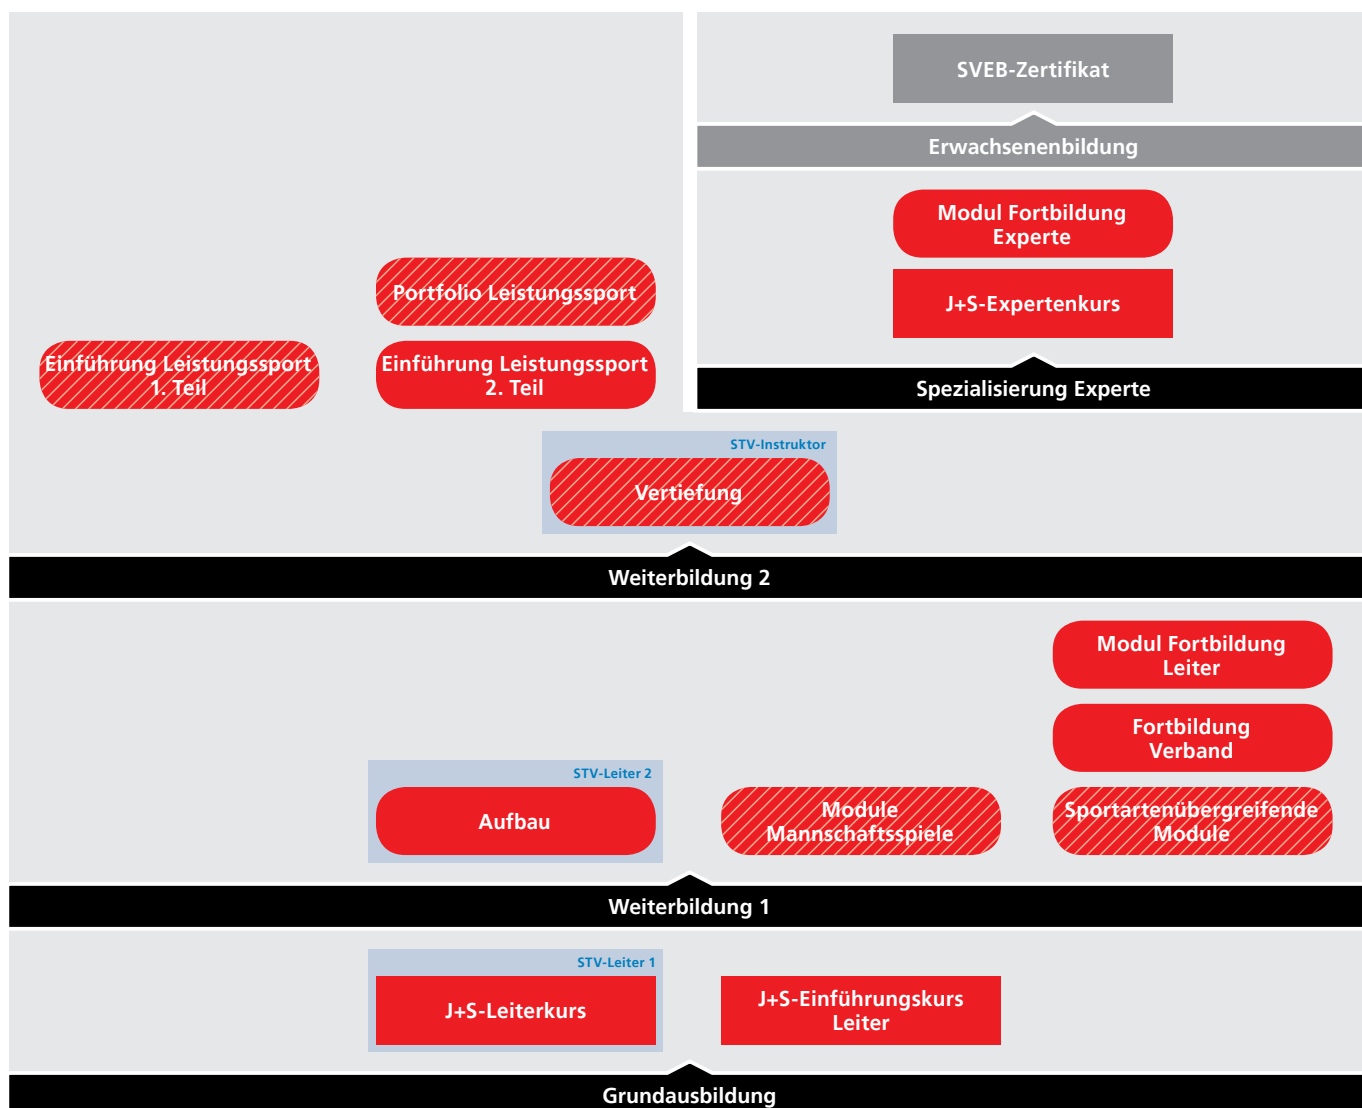 SVEB-Zertifikat
Erwachsenenbildung
Modul Fortbildung
Experte
J+S-Expertenkurs
Spezialisierung Experte
Portfolio Leistungssport
Einführung Leistungssport
1. Teil
Einführung Leistungssport
2. Teil
STV-Instruktor
Vertiefung
Weiterbildung 2
Modul Fortbildung
Leiter
Fortbildung
Verband
STV-Leiter 2
Aufbau
Module
Mannschaftsspiele
Sportartenübergreifende
Module
Weiterbildung 1
STV-Leiter 1
J+S-Leiterkurs
J+S-Einführungskurs
Leiter
Grundausbildung